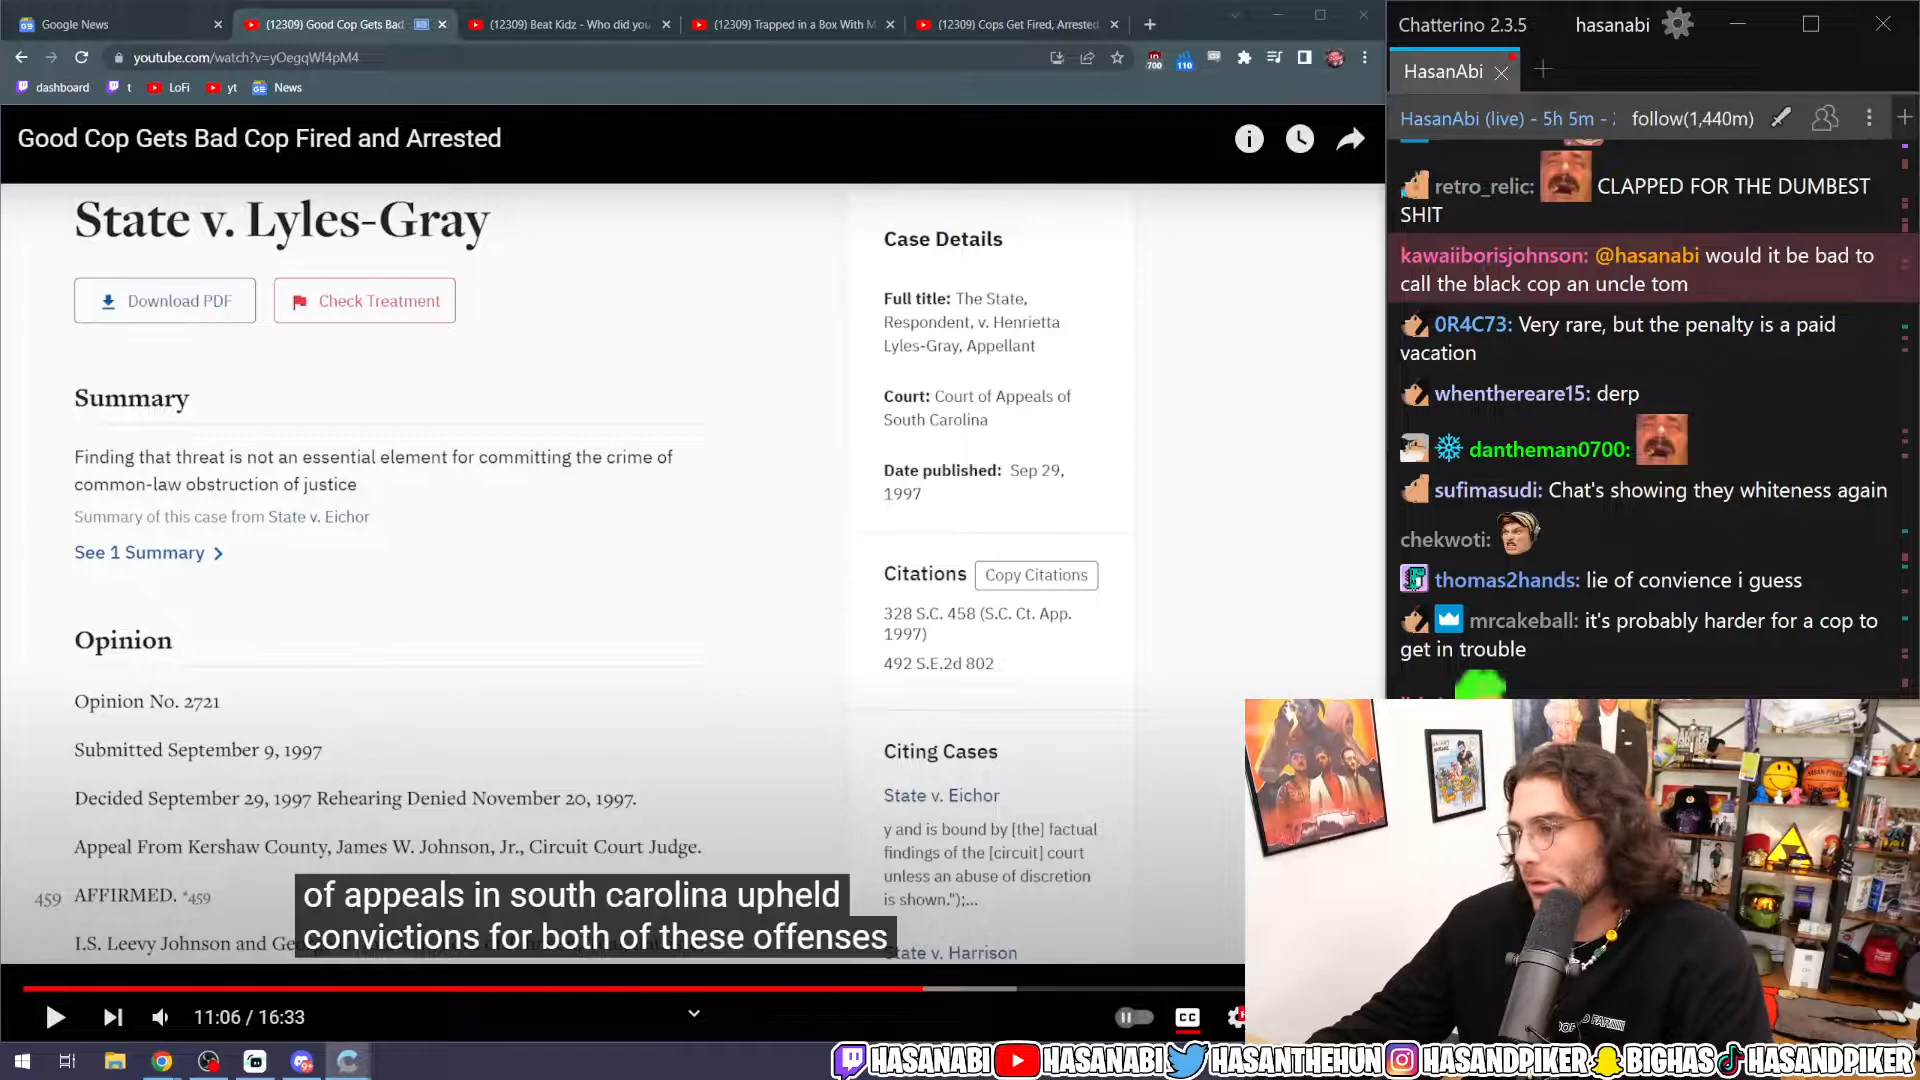 Google News
(12309) Good Cop Gets Bad
(12309) Beat Kidz - Who did you
(12309) Trapped in a Box With M
(12309) Cops Get Fired, Arrested
youtube.com/watch?v=yOegqWf4pM4
700
110
dashboard
t
LoFi
yt
News
Good Cop Gets Bad Cop Fired and Arrested
State v. Lyles-Gray
Download PDF
Check Treatment
Summary
Finding that threat is not an essential element for committing the crime of
common-law obstruction of justice
Summary of this case from State v. Eichor
See 1 Summary
Opinion
Opinion No. 2721
Submitted September 9, 1997
Decided September 29, 1997 Rehearing Denied November 20, 1997.
Appeal From Kershaw County, James W. Johnson, Jr., Circuit Court Judge.
459 AFFIRMED. *459
I.S. Leevy Johnson and
of appeals in south carolina upheld
convictions for both of these offenses
Case Details
Full title: The State,
Respondent, v. Henrietta
Lyles-Gray, Appellant
Court: Court of Appeals of
South Carolina
Date published: Sep 29,
1997
Citations
Copy Citations
328 S.C. 458 (S.C. Ct. App.
1997)
492 S.E.2d 802
Citing Cases
State v. Eichor
y and is bound by [the] factual
findings of the [circuit] court
unless an abuse of discretion
is shown.");...
State v. Harrison
11:06 / 16:33
CC
Chatterino 2.3.5
hasanabi
HasanAbi
HasanAbi (live) - 5h 5m -
follow(1,440m)
retro_relic: CLAPPED FOR THE DUMBEST
SHIT
kawaiiborisjohnson: @hasanabi would it be bad to
call the black cop an uncle tom
0R4C73: Very rare, but the penalty is a paid
vacation
whenthereare15: derp
dantheman0700:
sufimasudi: Chat's showing they whiteness again
chekwoti:
thomas2hands: lie of convience i guess
mrcakeball: it's probably harder for a cop to
get in trouble
HASANABI
HASANABI
HASANTHEHUN
HASANDPIKER
BIGHAS
HASANDPIKER